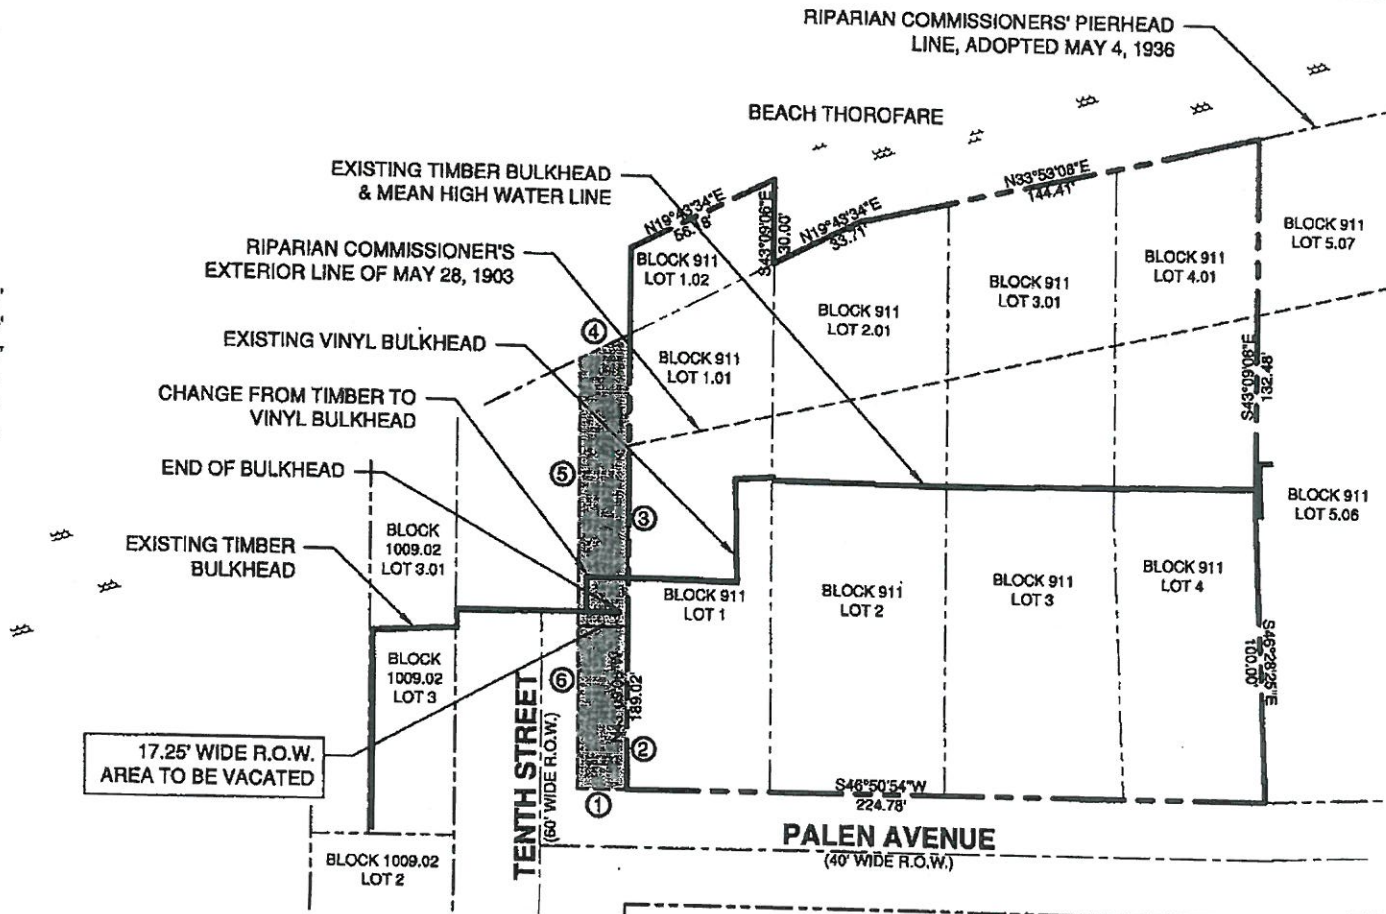 RIPARIAN COMMISSIONERS' PIERHEAD
LINE, ADOPTED MAY 4, 1936
BEACH THOROFARE
EXISTING TIMBER BULKHEAD
& MEAN HIGH WATER LINE
RIPARIAN COMMISSIONER'S
EXTERIOR LINE OF MAY 28, 1903
EXISTING VINYL BULKHEAD
CHANGE FROM TIMBER TO
VINYL BULKHEAD
END OF BULKHEAD
EXISTING TIMBER
BULKHEAD
17.25' WIDE R.O.W.
AREA TO BE VACATED
N19°43'34"E
56.18'
S43°09'06"E
30.00'
N19°43'34"E
33.71'
N33°53'08"E
144.41'
BLOCK 911
LOT 5.07
BLOCK 911
LOT 1.02
BLOCK 911
LOT 2.01
BLOCK 911
LOT 3.01
BLOCK 911
LOT 4.01
BLOCK 911
LOT 1.01
S43°09'06"E
132.48'
4
5
3
6
2
1
BLOCK
1009.02
LOT 3.01
BLOCK
1009.02
LOT 3
BLOCK 1009.02
LOT 2
BLOCK 911
LOT 1
BLOCK 911
LOT 2
BLOCK 911
LOT 3
BLOCK 911
LOT 4
BLOCK 911
LOT 5.06
S46°28'25"E
100.00'
189.02'
S46°50'54"W
224.78'
TENTH STREET
(60' WIDE R.O.W.)
PALEN AVENUE
(40' WIDE R.O.W.)